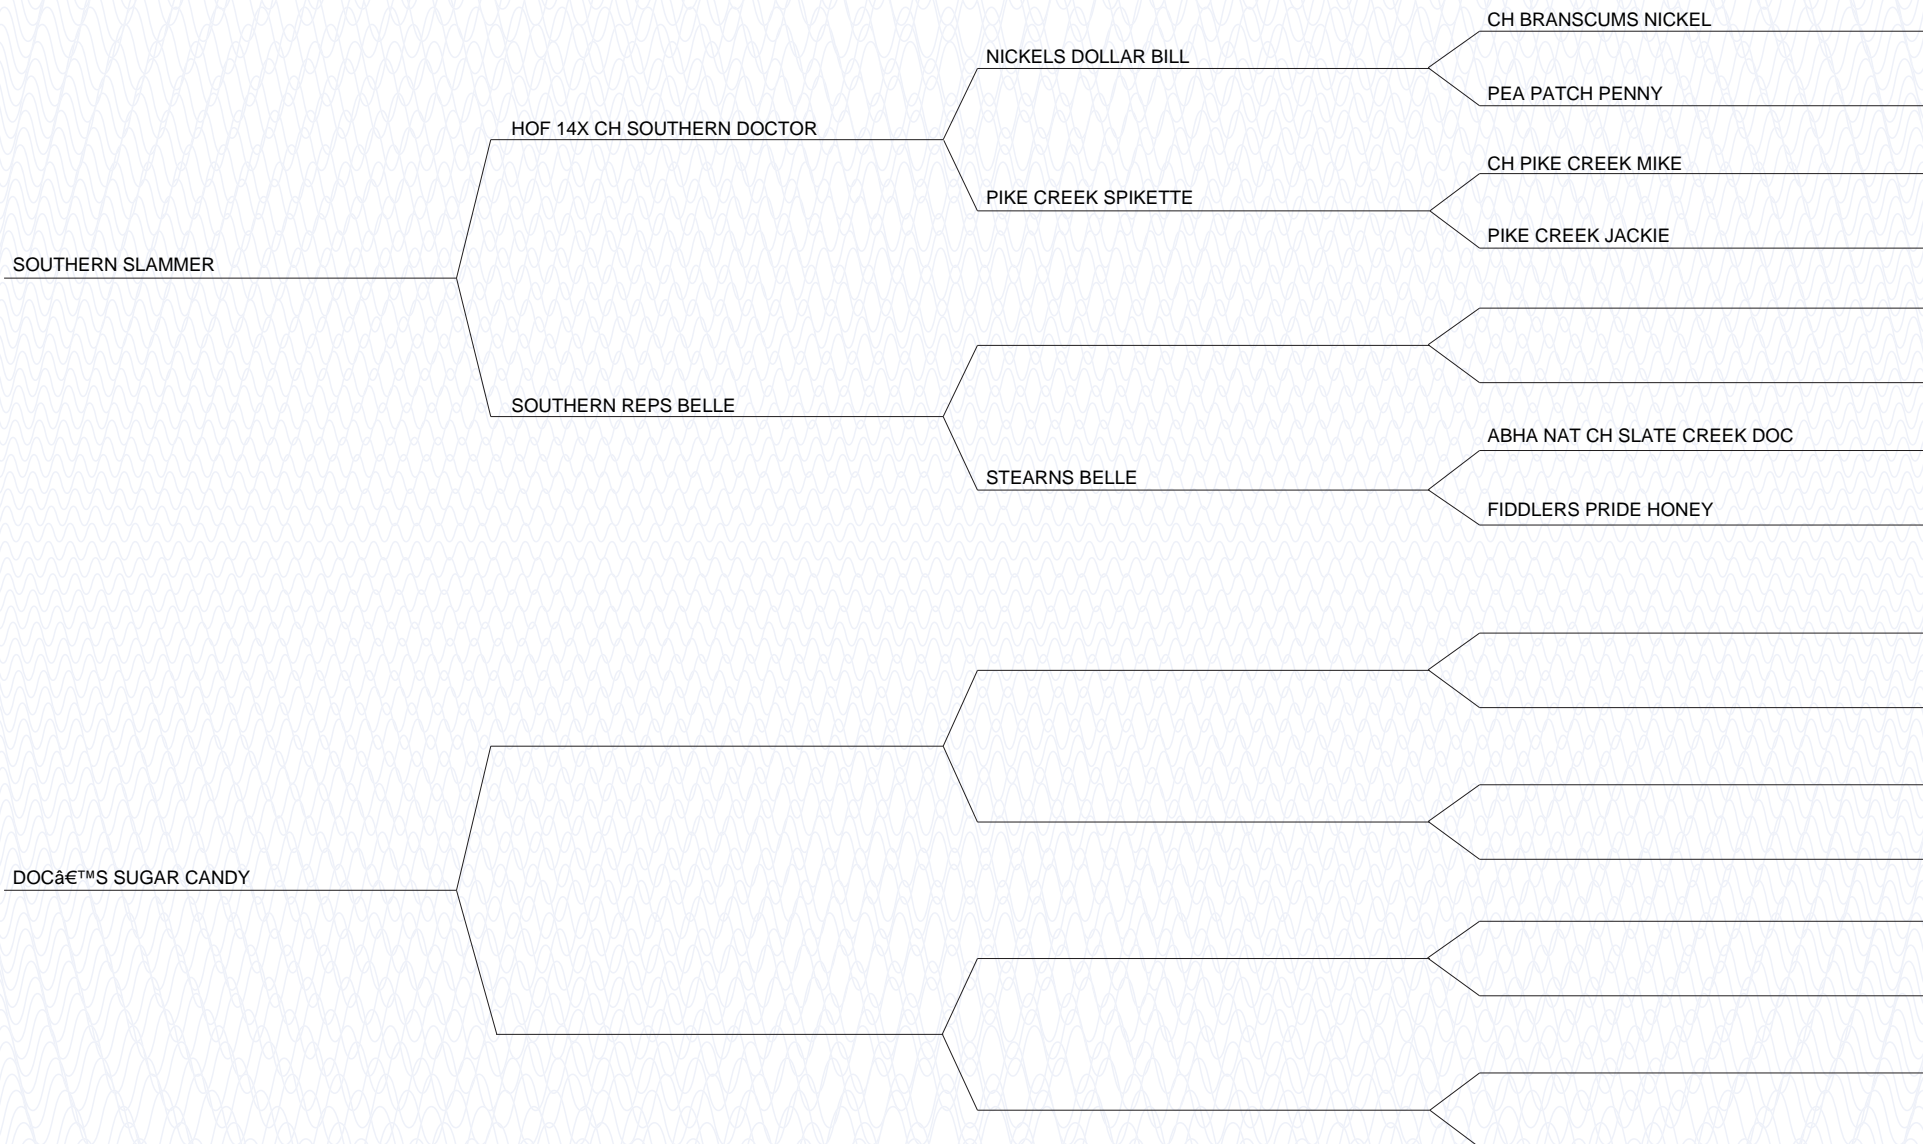 CH BRANSCUMS NICKEL
NICKELS DOLLAR BILL
PEA PATCH PENNY
HOF 14X CH SOUTHERN DOCTOR
CH PIKE CREEK MIKE
PIKE CREEK SPIKETTE
PIKE CREEK JACKIE
SOUTHERN SLAMMER
SOUTHERN REPS BELLE
ABHA NAT CH SLATE CREEK DOC
STEARNS BELLE
FIDDLERS PRIDE HONEY
DOCâ€™S SUGAR CANDY